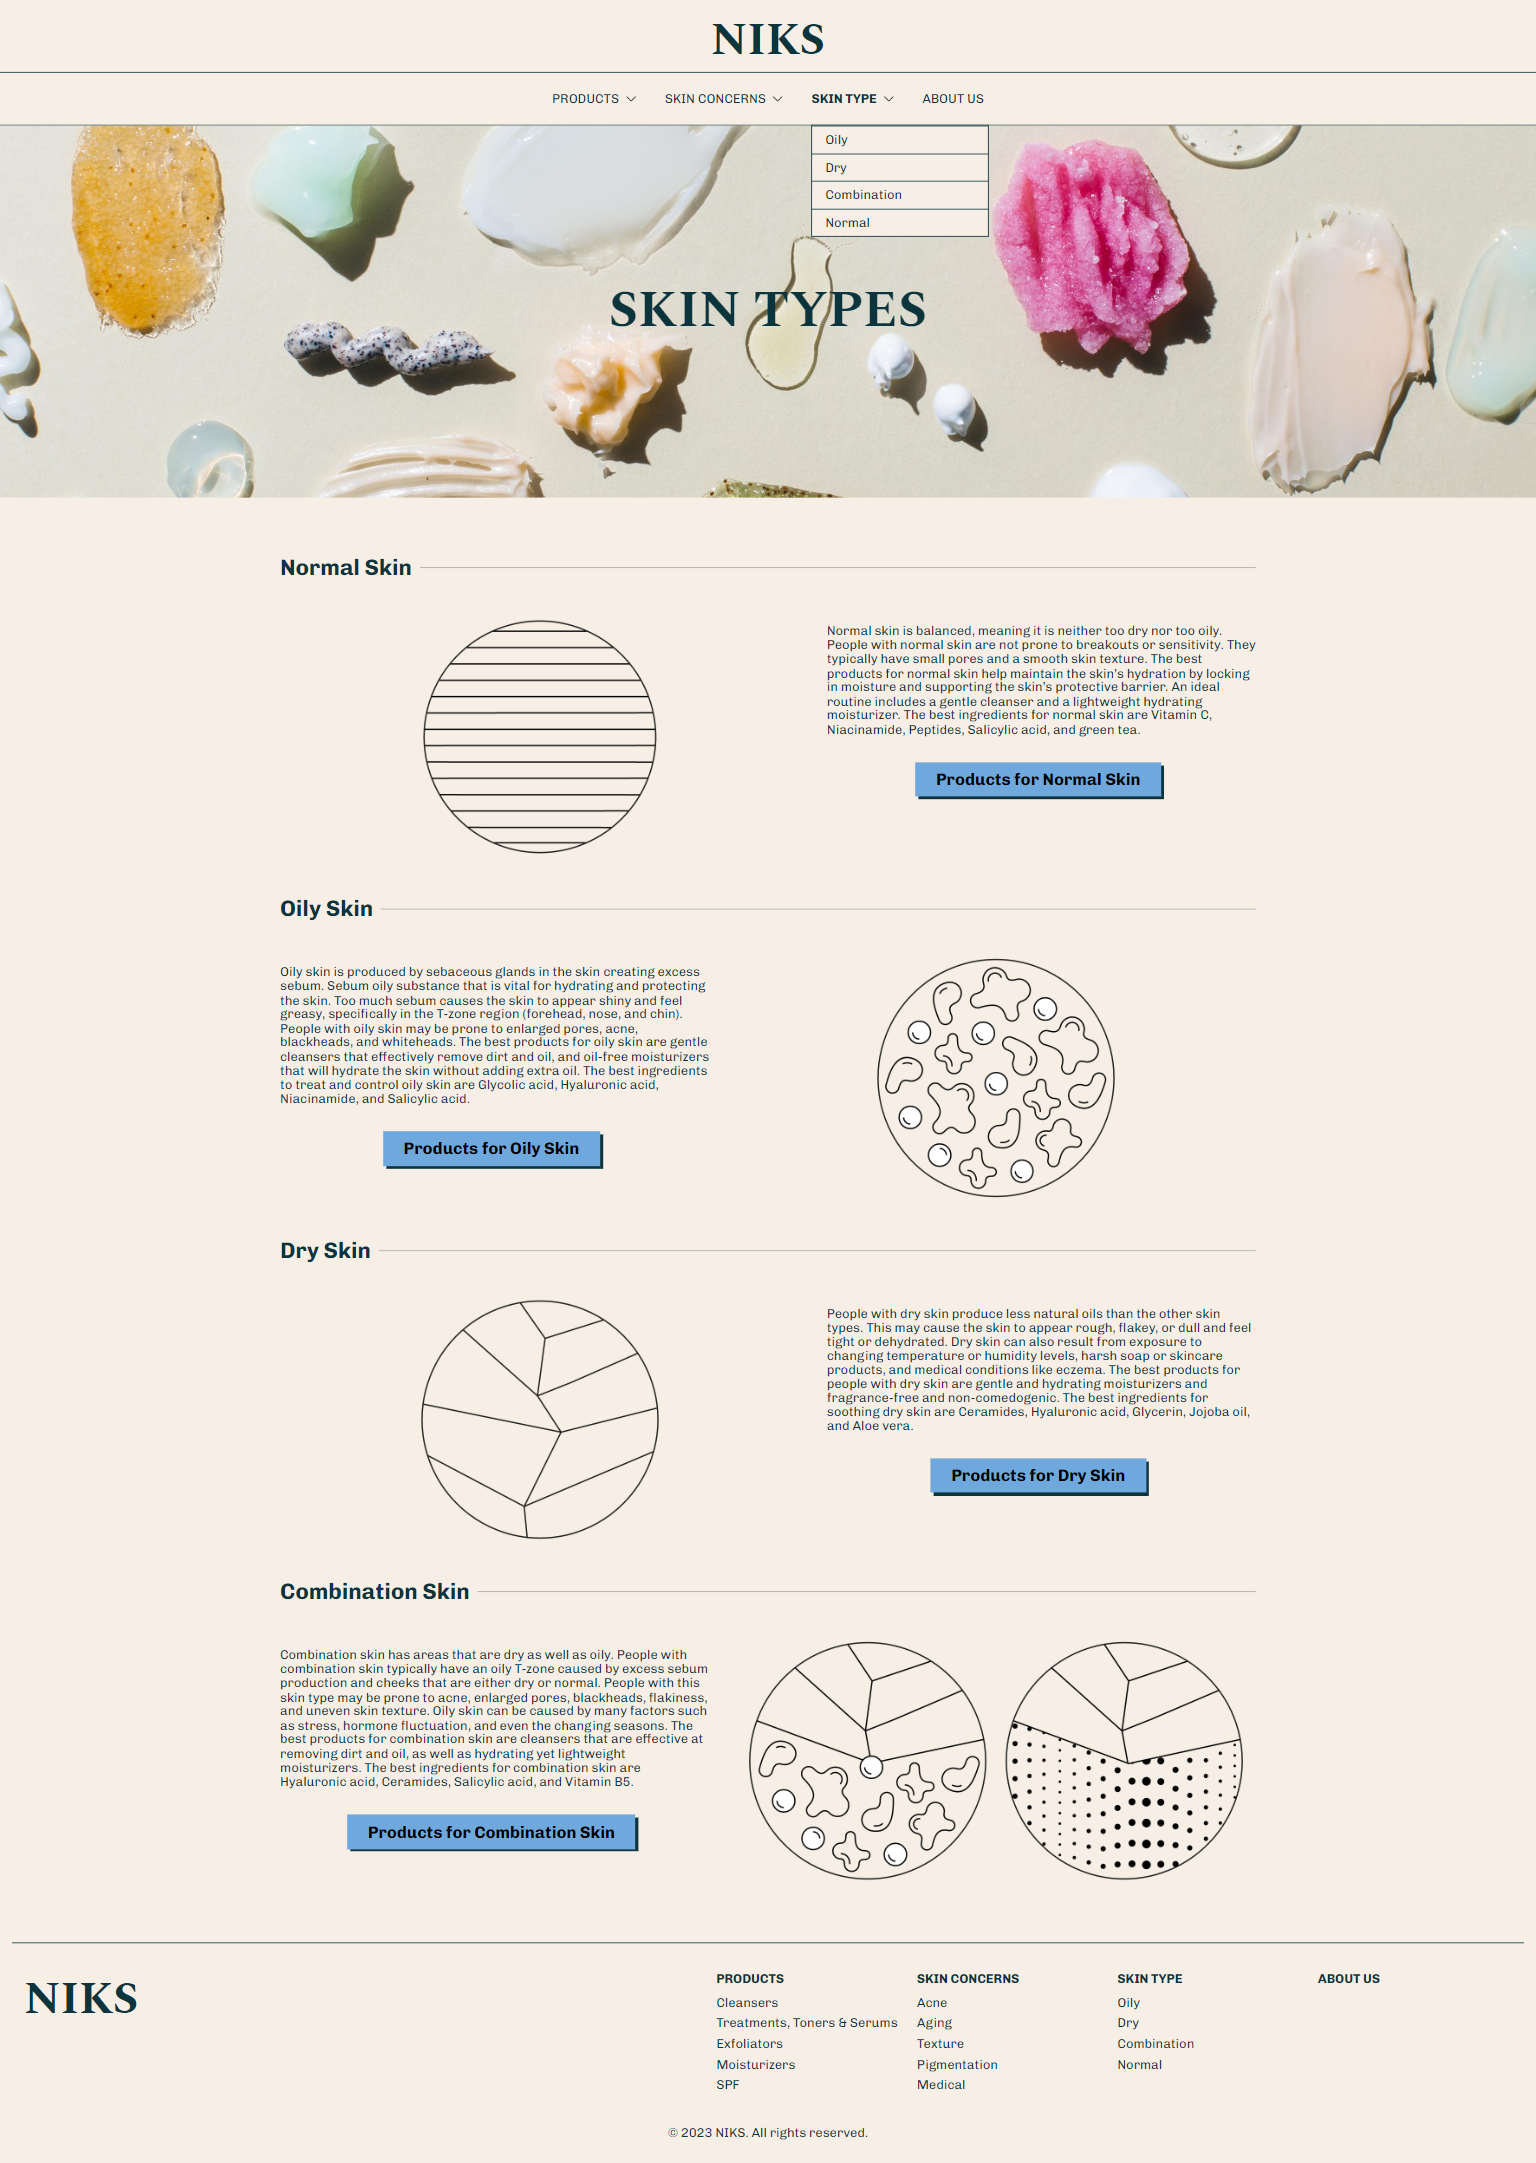 NIKS
PRODUCTS
SKIN CONCERNS
SKIN TYPE
ABOUT US
Oily
Dry
Combination
Normal
SKIN TYPES
Normal Skin
Normal skin is balanced, meaning it is neither too dry nor too oily.
People with normal skin are not prone to breakouts or sensitivity. They
typically have small pores and a smooth skin texture. The best
products for normal skin help maintain the skin's hydration by locking
in moisture and supporting the skin's protective barrier. An ideal
routine includes a gentle cleanser and a lightweight hydrating
moisturizer. The best ingredients for normal skin are Vitamin C,
Niacinamide, Peptides, Salicylic acid, and green tea.
Products for Normal Skin
Oily Skin
Oily skin is produced by sebaceous glands in the skin creating excess
sebum. Sebum oily substance that is vital for hydrating and protecting
the skin. Too much sebum causes the skin to appear shiny and feel
greasy, specifically in the T-zone region (forehead, nose, and chin).
People with oily skin may be prone to enlarged pores, acne,
blackheads, and whiteheads. The best products for oily skin are gentle
cleansers that effectively remove dirt and oil, and oil-free moisturizers
that will hydrate the skin without adding extra oil. The best ingredients
to treat and control oily skin are Glycolic acid, Hyaluronic acid,
Niacinamide, and Salicylic acid.
Products for Oily Skin
Dry Skin
People with dry skin produce less natural oils than the other skin
types. This may cause the skin to appear rough, flakey, or dull and feel
tight or dehydrated. Dry skin can also result from exposure to
changing temperature or humidity levels, harsh soap or skincare
products, and medical conditions like eczema. The best products for
people with dry skin are gentle and hydrating moisturizers and
fragrance-free and non-comedogenic. The best ingredients for
soothing dry skin are Ceramides, Hyaluronic acid, Glycerin, Jojoba oil,
and Aloe vera.
Products for Dry Skin
Combination Skin
Combination skin has areas that are dry as well as oily. People with
combination skin typically have an oily T-zone caused by excess sebum
production and cheeks that are either dry or normal. People with this
skin type may be prone to acne, enlarged pores, blackheads, flakiness,
and uneven skin texture. Oily skin can be caused by many factors such
as stress, hormone fluctuation, and even the changing seasons. The
best products for combination skin are cleansers that are effective at
removing dirt and oil, as well as hydrating yet lightweight
moisturizers. The best ingredients for combination skin are
Hyaluronic acid, Ceramides, Salicylic acid, and Vitamin B5.
Products for Combination Skin
NIKS
PRODUCTS
Cleansers
Treatments, Toners & Serums
Exfoliators
Moisturizers
SPF
SKIN CONCERNS
Acne
Aging
Texture
Pigmentation
Medical
SKIN TYPE
Oily
Dry
Combination
Normal
ABOUT US
© 2023 NIKS. All rights reserved.